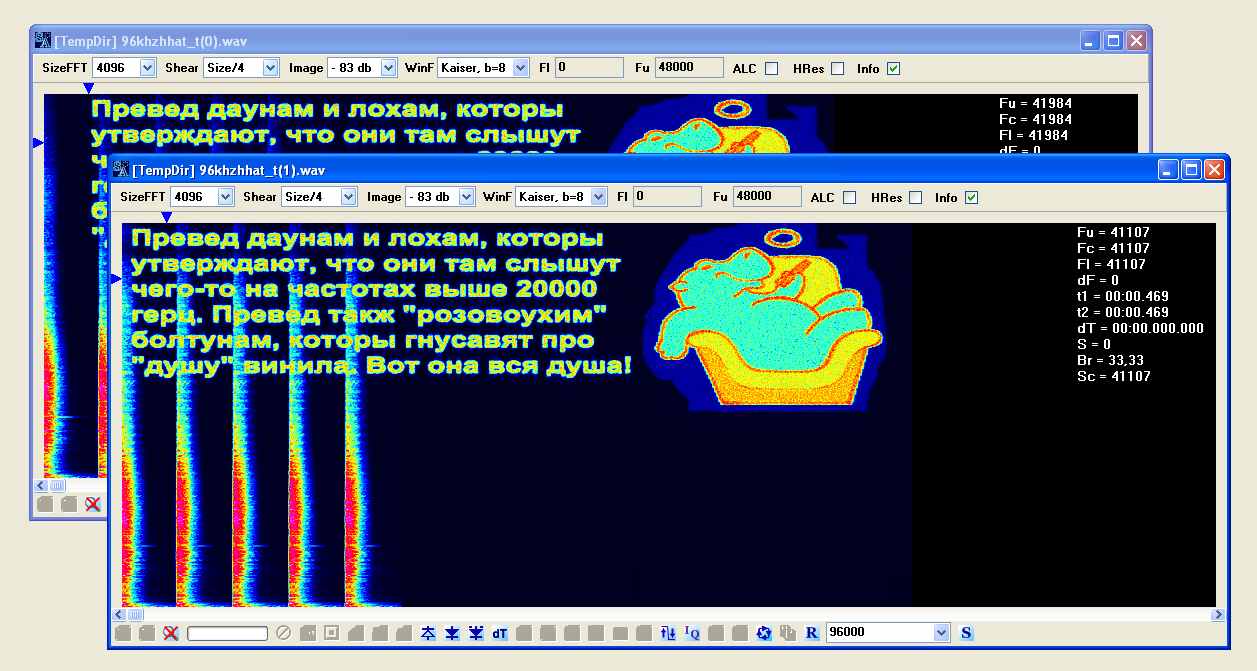 [TempDir] 96khzhhat_t(0).wav
SizeFFT 4096 Shear Size/4 Image - 83 db WinF Kaiser, b=8 Fl 0 Fu 48000 ALC HRes Info
Превед даунам и лохам, которы
утверждают, что они там слышут
Fu = 41984
Fc = 41984
Fl = 41984
dF = 0
[TempDir] 96khzhhat_t(1).wav
SizeFFT 4096 Shear Size/4 Image - 83 db WinF Kaiser, b=8 Fl 0 Fu 48000 ALC HRes Info
Превед даунам и лохам, которы
утверждают, что они там слышут
чего-то на частотах выше 20000
герц. Превед такж "розовоухим"
болтунам, которы гнусавят про
"душу" винила. Вот она вся душа!
Fu = 41107
Fc = 41107
Fl = 41107
dF = 0
t1 = 00:00.469
t2 = 00:00.469
dT = 00:00.000.000
S = 0
Br = 33,33
Sc = 41107
dT IQ R 96000 S